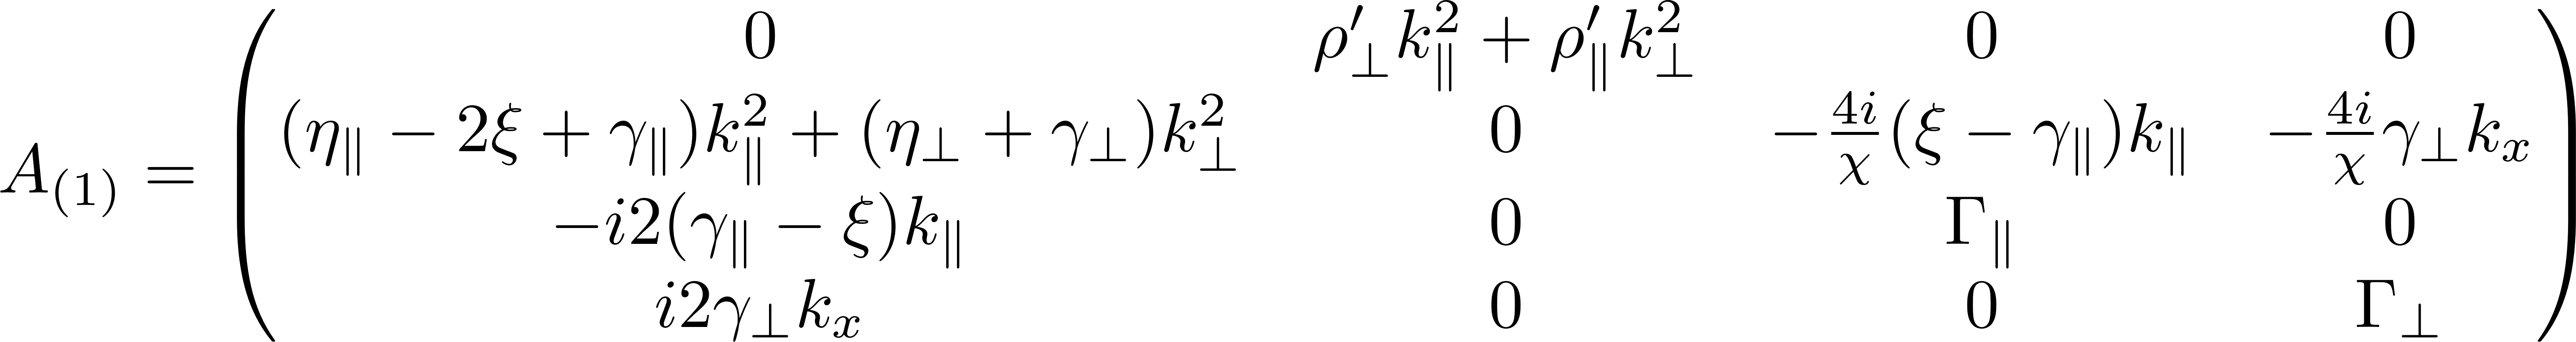 A_{(1)} = \begin{pmatrix} 0 & \rho'_{\perp} k_{\parallel}^2 + \rho'_{\parallel} k_{\perp}^2 & 0 & 0 \\
(\eta_{\parallel} - 2\xi + \gamma_{\parallel}) k_{\parallel}^2 + (\eta_{\perp} + \gamma_{\perp}) k_{\perp}^2 & 0 & -\frac{4i}{\chi} (\xi - \gamma_{\parallel}) k_{\parallel} & -\frac{4i}{\chi} \gamma_{\perp} k_x \\
-i2(\gamma_{\parallel} - \xi) k_{\parallel} & 0 & \Gamma_{\parallel} & 0 \\
i2\gamma_{\perp} k_x & 0 & 0 & \Gamma_{\perp} \end{pmatrix}